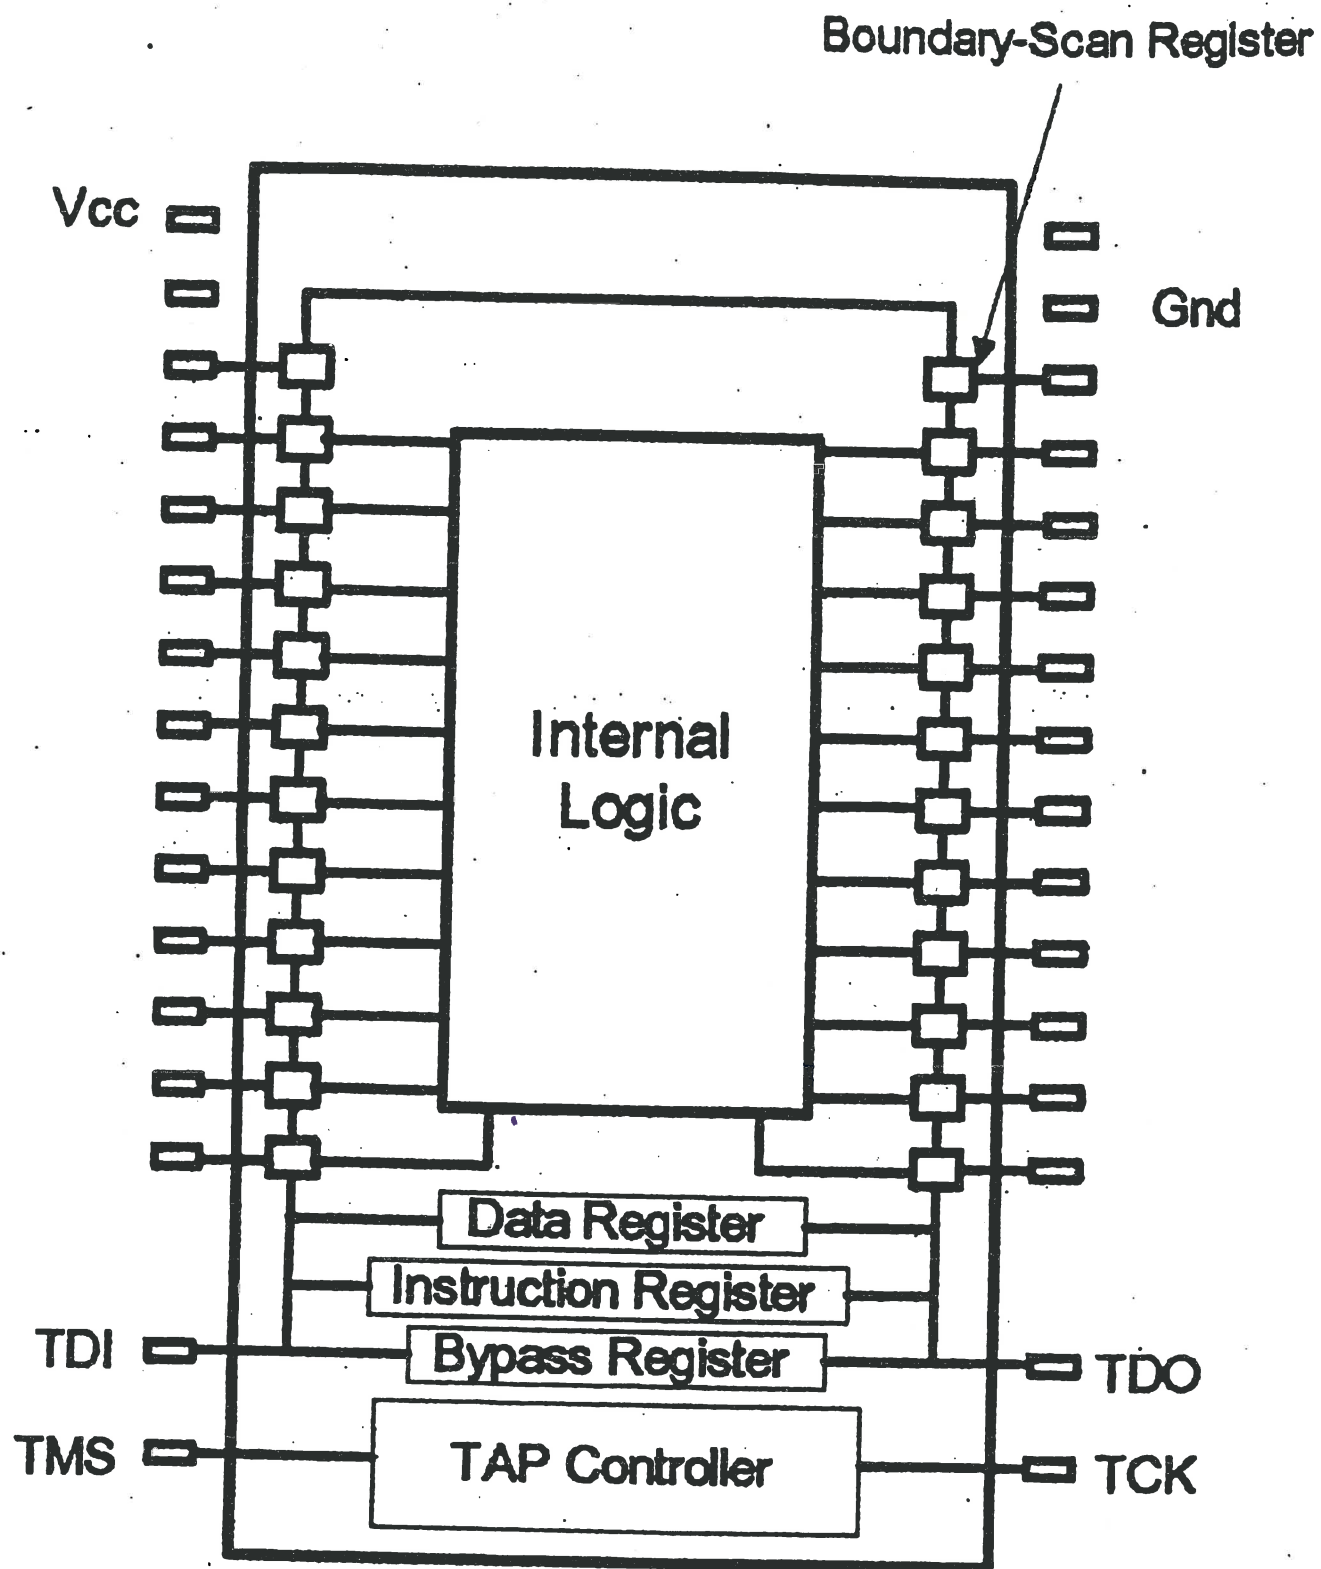 Boundary-Scan Register
Vcc
Gnd
Internal
Logic
Data Register
Instruction Register
TDI
Bypass Register
TDO
TMS
TAP Controller
TCK